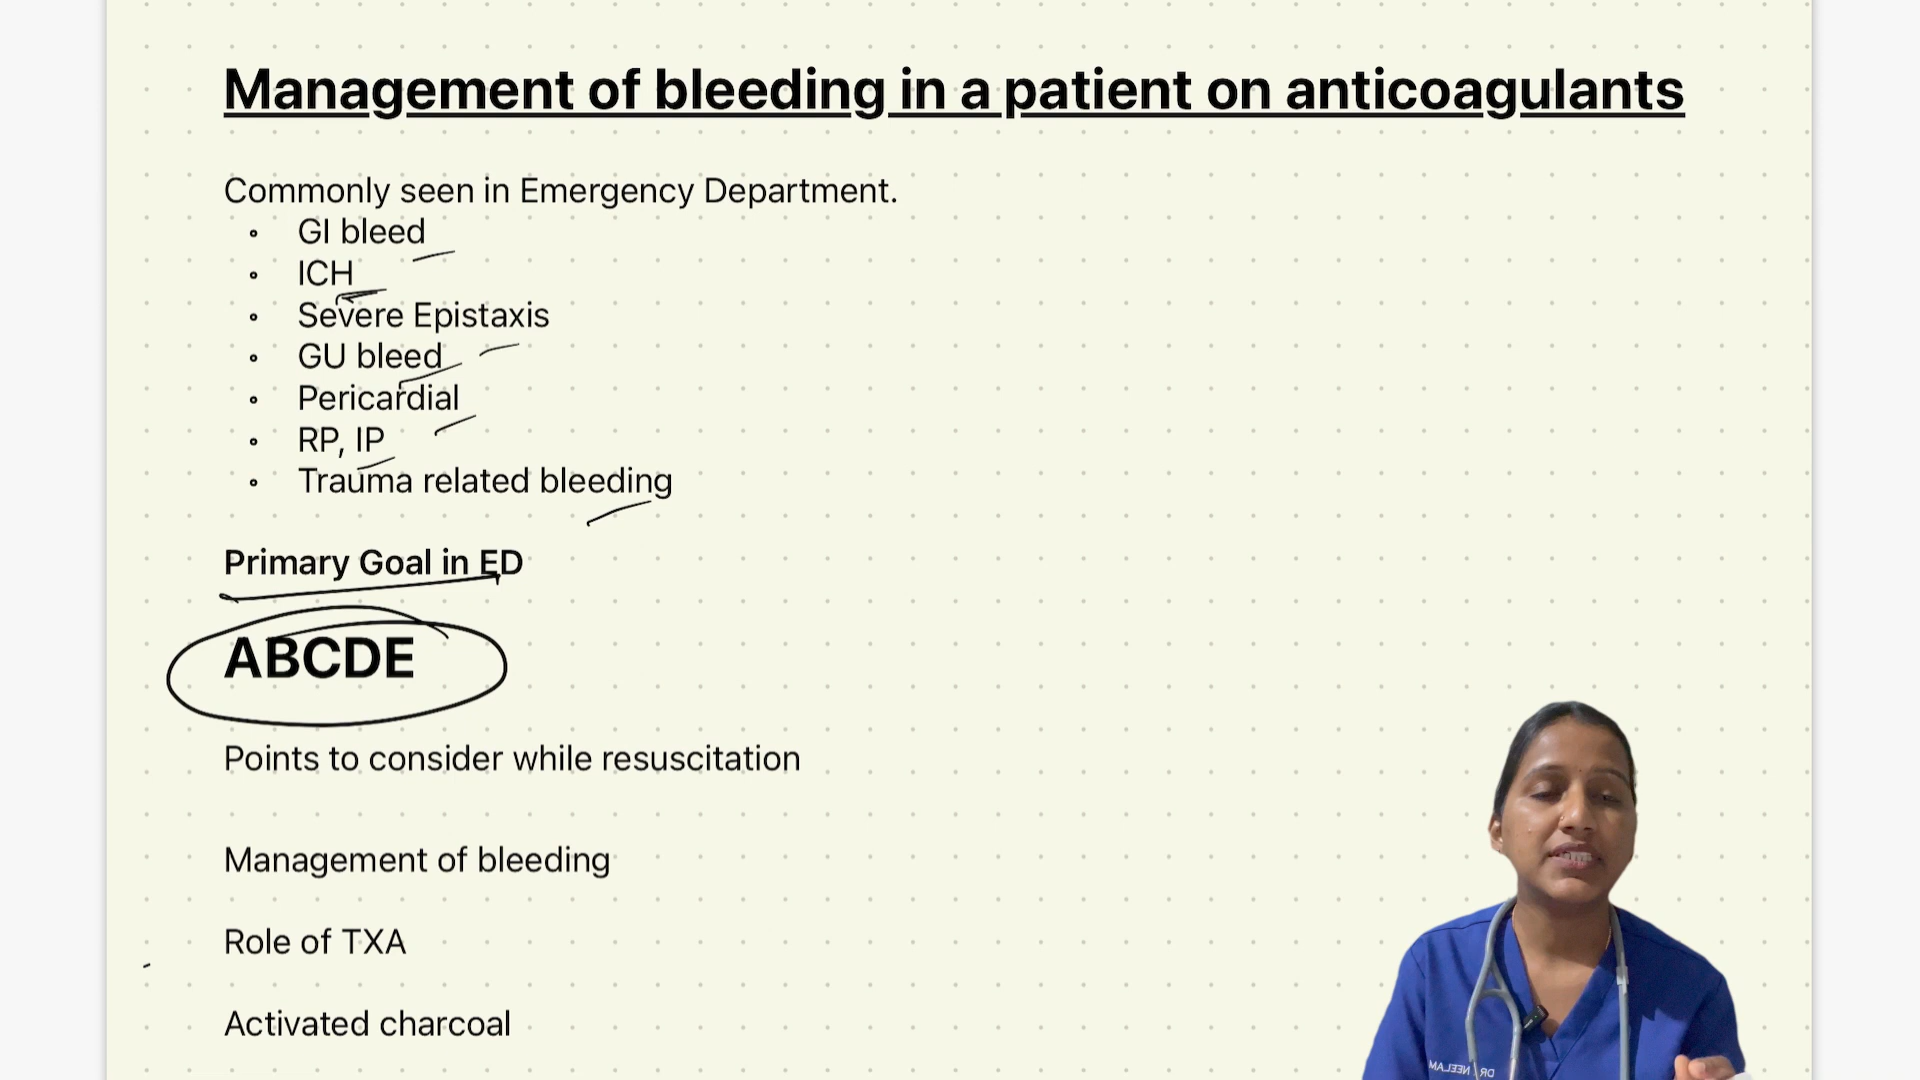 Management of bleeding in a patient on anticoagulants
Commonly seen in Emergency Department.
GI bleed
ICH
Severe Epistaxis
GU bleed
Pericardial
RP, IP
Trauma related bleeding
Primary Goal in ED
ABCDE
Points to consider while resuscitation
Management of bleeding
Role of TXA
Activated charcoal
DR NEELAM